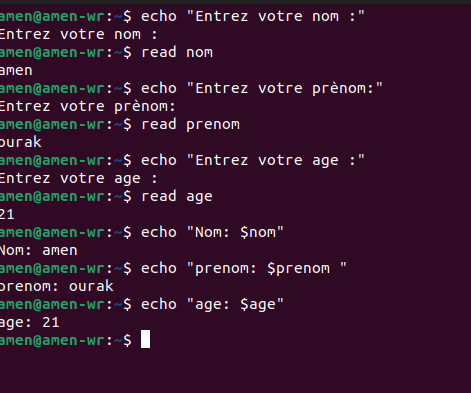 amen@amen-wr:~$ echo "Entrez votre nom :"
Entrez votre nom :
amen@amen-wr:~$ read nom
amen
amen@amen-wr:~$ echo "Entrez votre prènom:"
Entrez votre prènom:
amen@amen-wr:~$ read prenom
ourak
amen@amen-wr:~$ echo "Entrez votre age :"
Entrez votre age :
amen@amen-wr:~$ read age
21
amen@amen-wr:~$ echo "Nom: $nom"
Nom: amen
amen@amen-wr:~$ echo "prenom: $prenom "
prenom: ourak
amen@amen-wr:~$ echo "age: $age"
age: 21
amen@amen-wr:~$